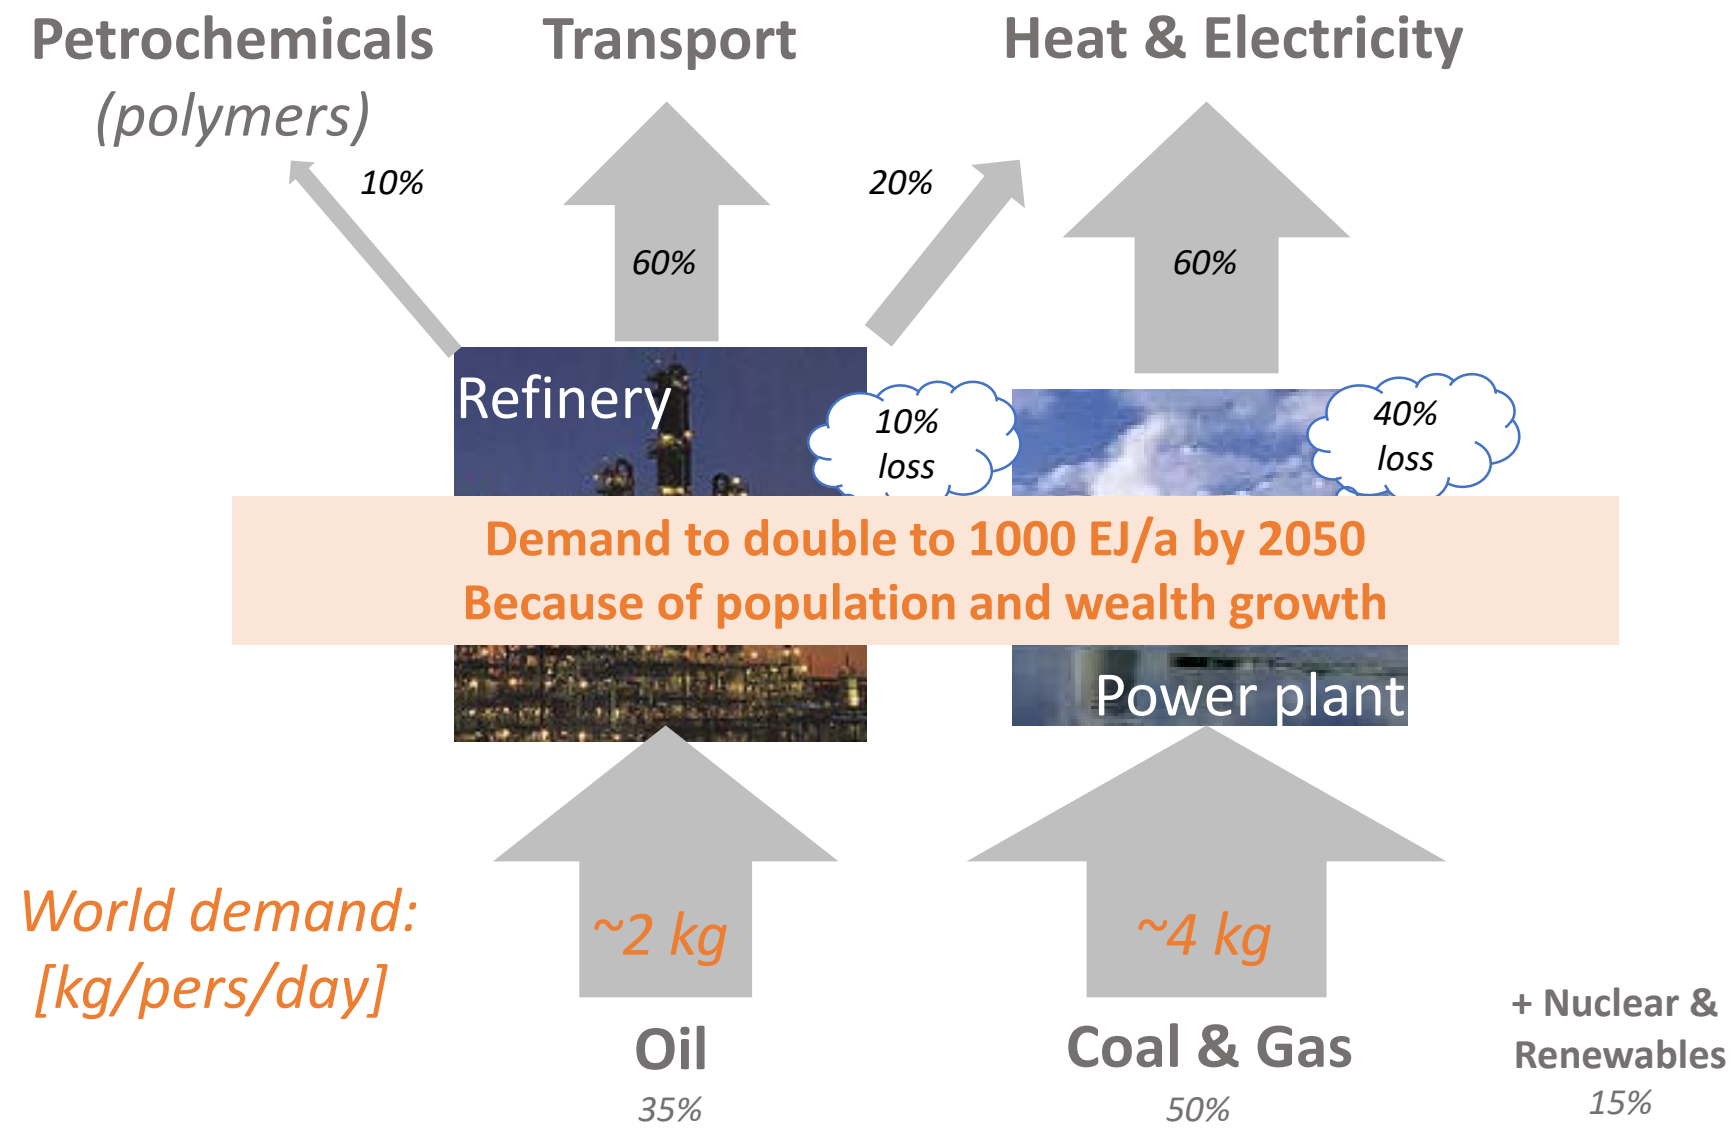 Petrochemicals
(polymers)
Transport
Heat & Electricity
10%
60%
20%
60%
Refinery
10%
loss
40%
loss
Demand to double to 1000 EJ/a by 2050
Because of population and wealth growth
Power plant
World demand:
[kg/pers/day]
~2 kg
~4 kg
Oil
35%
Coal & Gas
50%
+ Nuclear &
Renewables
15%